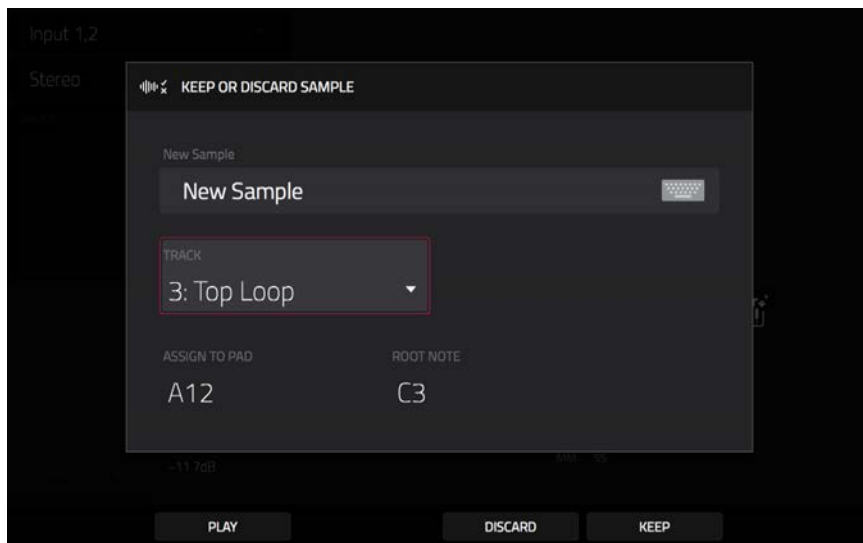 Input 1,2
Stereo
KEEP OR DISCARD SAMPLE
New Sample
New Sample
TRACK
3: Top Loop
ASSIGN TO PAD
ROOT NOTE
A12
C3
-11.7dB
PLAY
DISCARD
KEEP